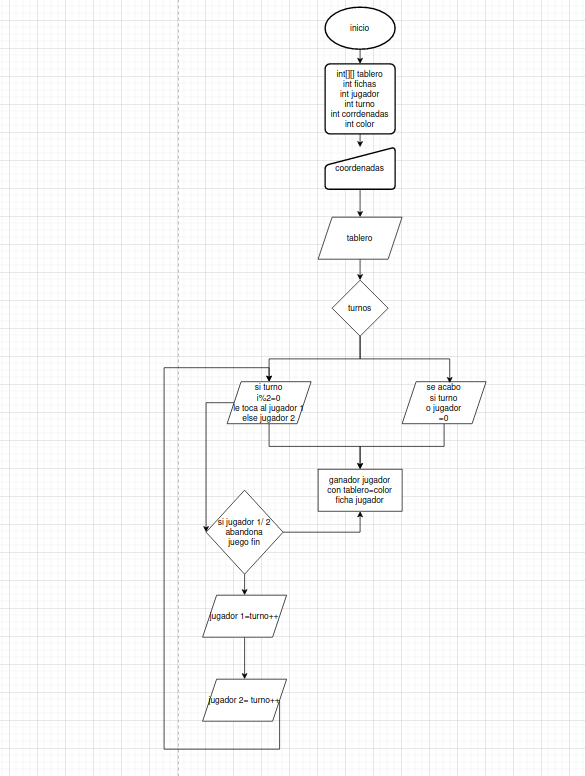 inicio
int[][] tablero
int fichas
int jugador
int turno
int corrdenadas
int color
coordenadas
tablero
turnos
si turno
i%2=0
le toca al jugador 1
else jugador 2
se acabo
si turno
o jugador
=0
ganador jugador
con tablero=color
ficha jugador
si jugador 1/ 2
abandona
juego fin
jugador 1=turno++
jugador 2= turno++